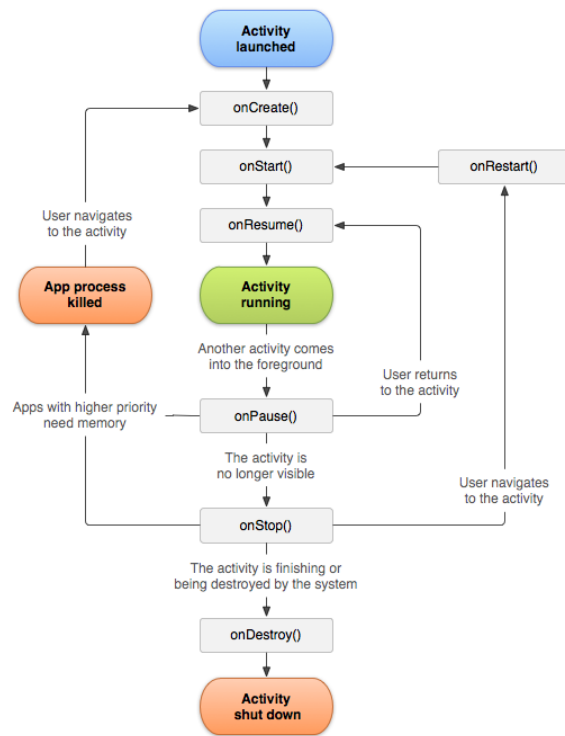 Activity
launched
onCreate()
onStart()
onRestart()
User navigates
to the activity
onResume()
App process
killed
Activity
running
Another activity comes
into the foreground
User returns
to the activity
Apps with higher priority
need memory
onPause()
The activity is
no longer visible
User navigates
to the activity
onStop()
The activity is finishing or
being destroyed by the system
onDestroy()
Activity
shut down